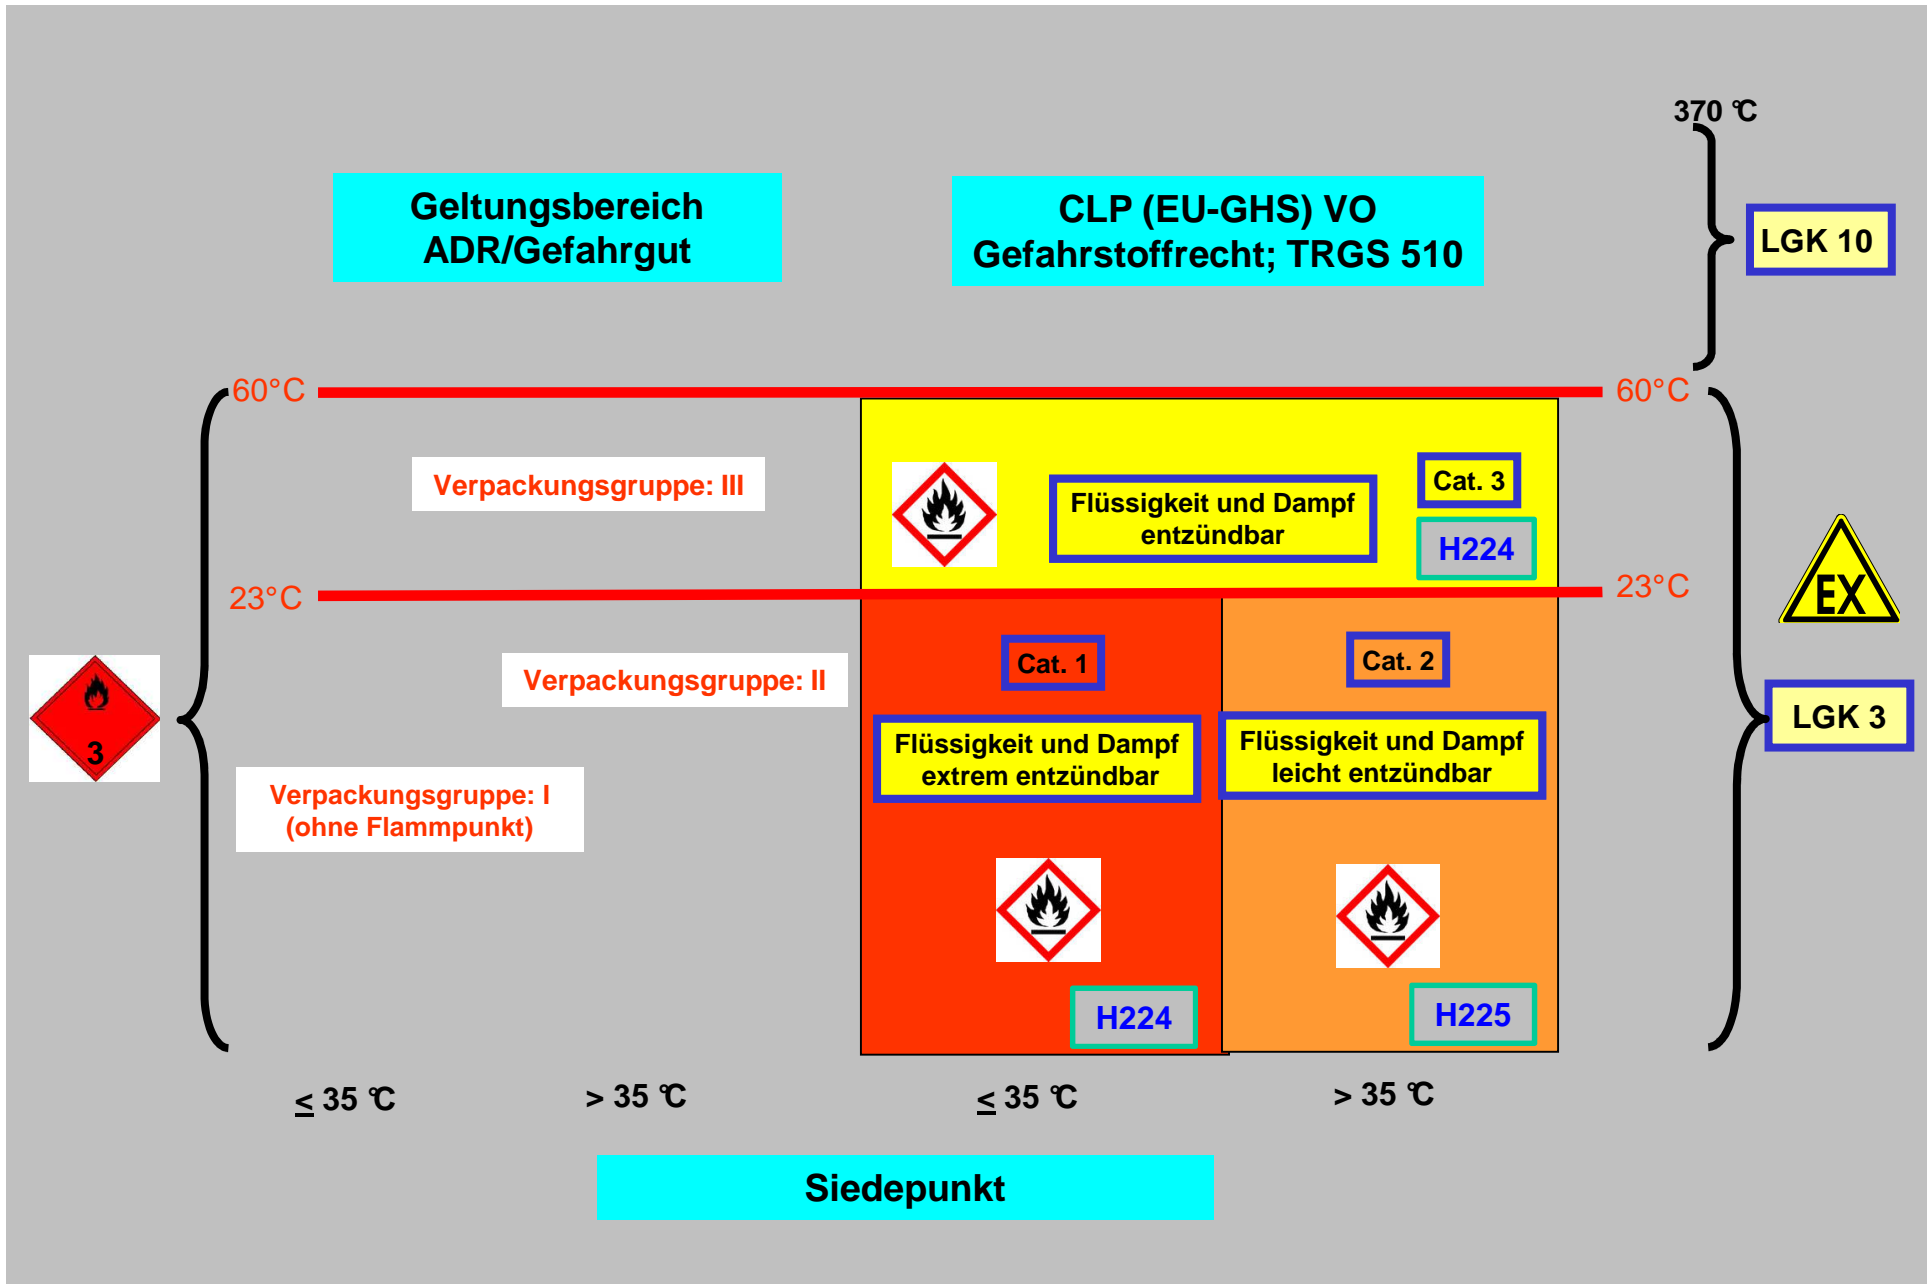 370 °C
Geltungsbereich
ADR/Gefahrgut
CLP (EU-GHS) VO
Gefahrstoffrecht; TRGS 510
LGK 10
60°C
60°C
Verpackungsgruppe: III
Flüssigkeit und Dampf
entzündbar
Cat. 3
H224
23°C
23°C
EX
3
Verpackungsgruppe: II
Cat. 1
Cat. 2
LGK 3
Flüssigkeit und Dampf
extrem entzündbar
Flüssigkeit und Dampf
leicht entzündbar
Verpackungsgruppe: I
(ohne Flammpunkt)
H224
H225
≤ 35 °C
> 35 °C
≤ 35 °C
> 35 °C
Siedepunkt